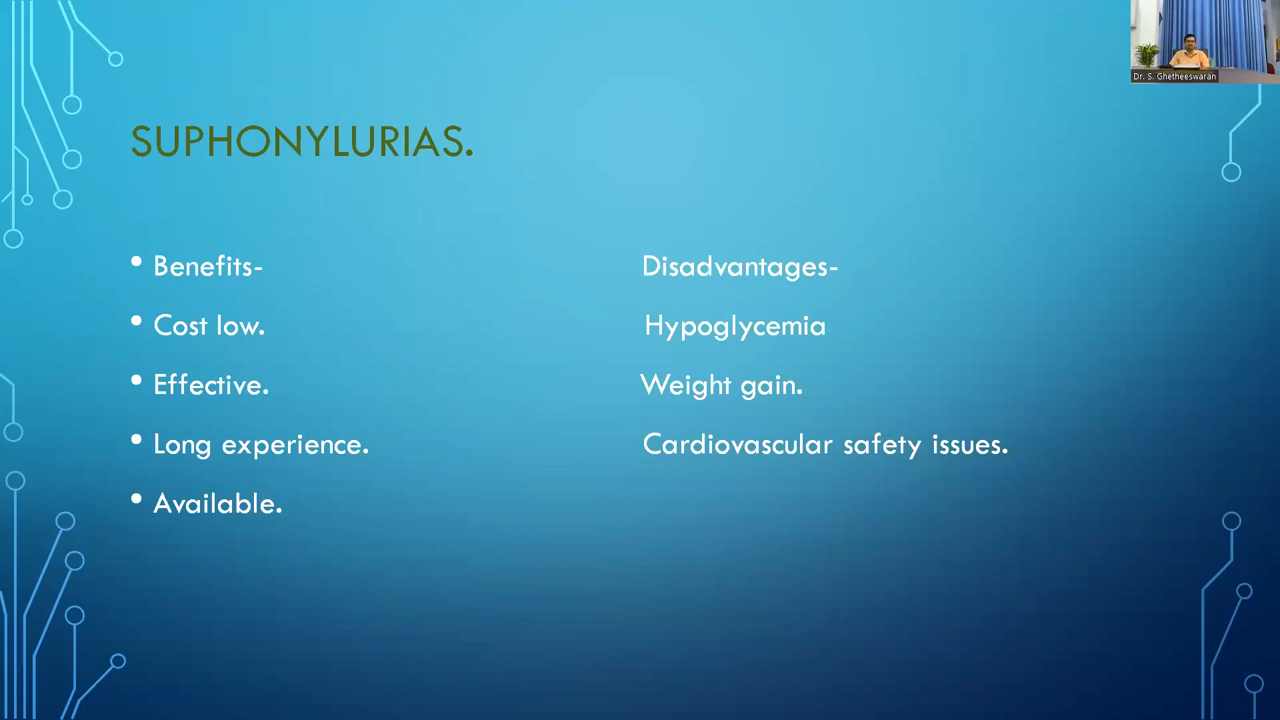 Dr. S. Ghetheeswaran
SUPHONYLURIAS.
• Benefits- Disadvantages-
• Cost low. Hypoglycemia
• Effective. Weight gain.
• Long experience. Cardiovascular safety issues.
• Available.